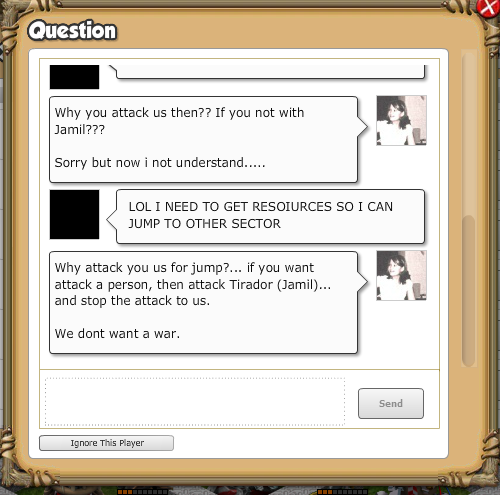 Question
Why you attack us then?? If you not with
Jamil???
Sorry but now i not understand.....
LOL I NEED TO GET RESOIURCES SO I CAN
JUMP TO OTHER SECTOR
Why attack you us for jump?... if you want
attack a person, then attack Tirador (Jamil)...
and stop the attack to us.
We dont want a war.
Send
Ignore This Player